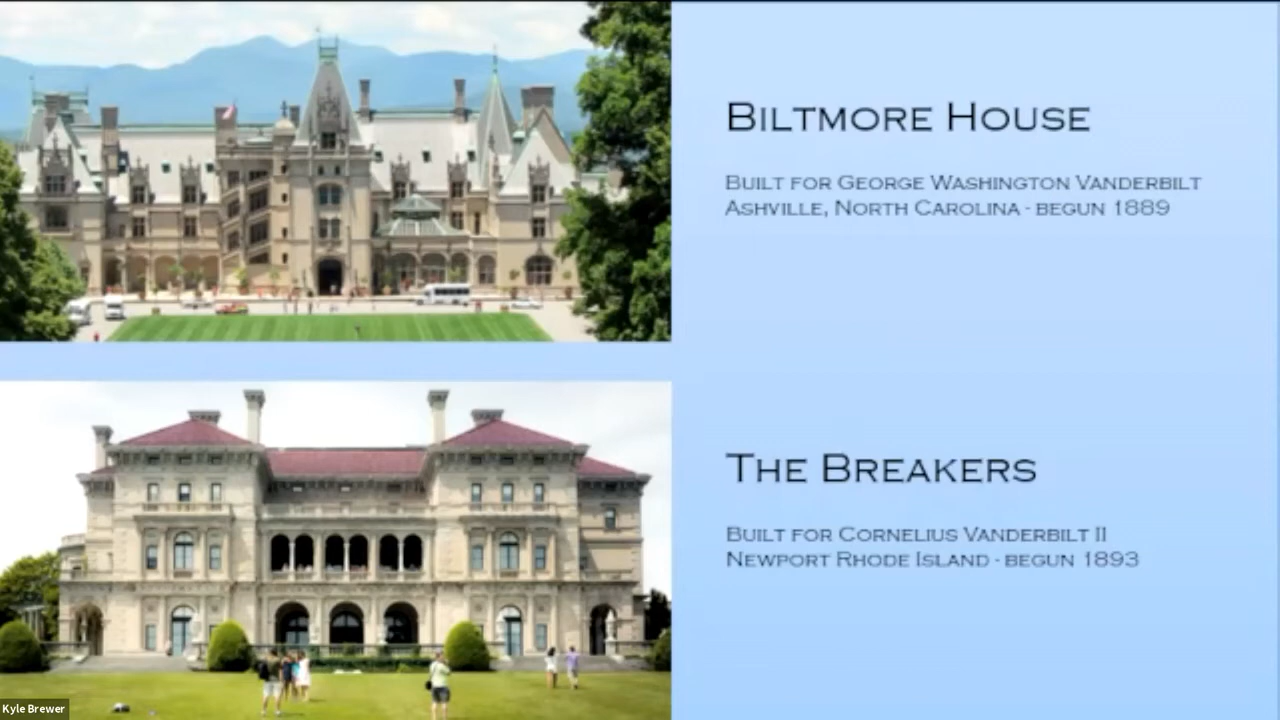 Biltmore House
Built for George Washington Vanderbilt
Ashville, North Carolina - begun 1889
The Breakers
Built for Cornelius Vanderbilt II
Newport Rhode Island - begun 1893
Kyle Brewer